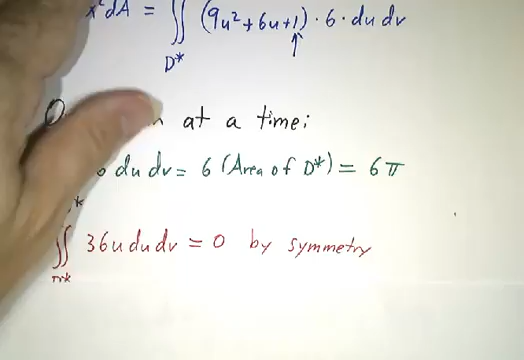 x²dA = ∬ (9u²+6u+1)·6·du dv
D*
at a time:
du dv = 6 (Area of D*) = 6π
∬ 36u du dv = 0 by symmetry